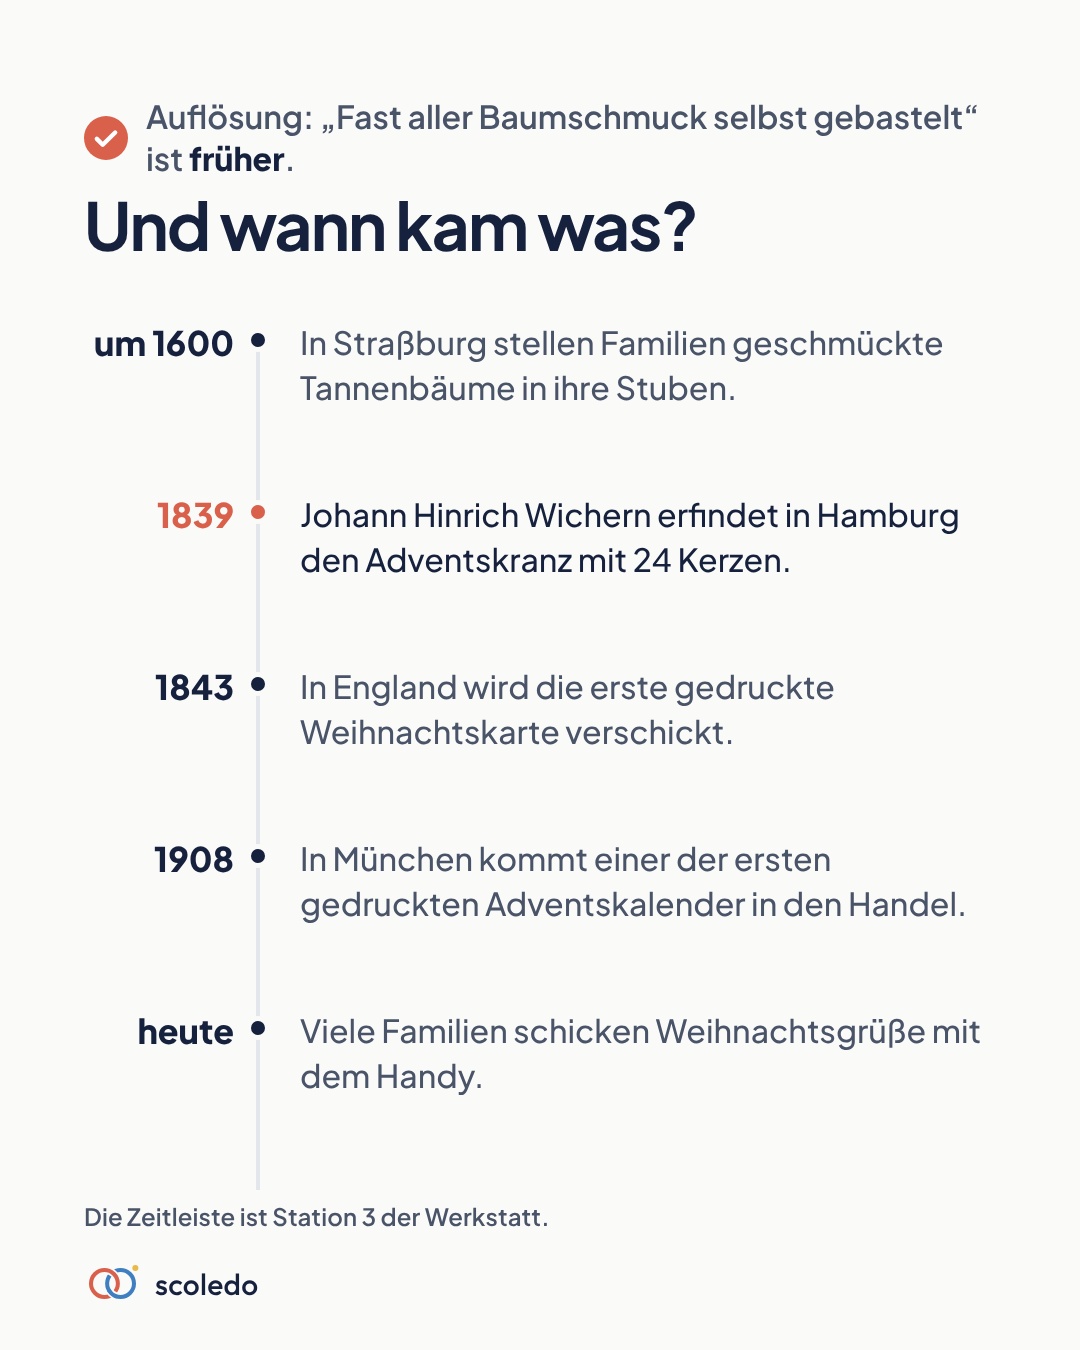 Auflösung: „Fast aller Baumschmuck selbst gebastelt“
ist früher.
Und wann kam was?
um 1600
In Straßburg stellen Familien geschmückte
Tannenbäume in ihre Stuben.
1839
Johann Hinrich Wichern erfindet in Hamburg
den Adventskranz mit 24 Kerzen.
1843
In England wird die erste gedruckte
Weihnachtskarte verschickt.
1908
In München kommt einer der ersten
gedruckten Adventskalender in den Handel.
heute
Viele Familien schicken Weihnachtsgrüße mit
dem Handy.
Die Zeitleiste ist Station 3 der Werkstatt.
scoledo